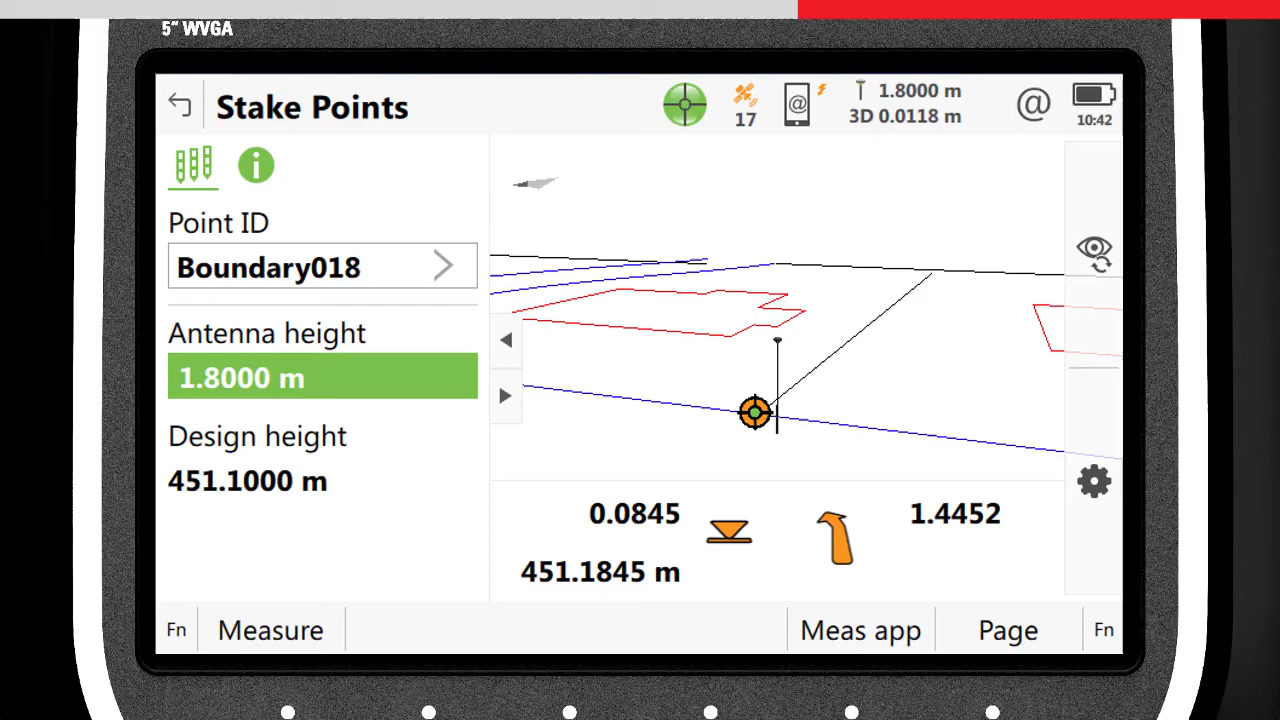 5” WVGA
Stake Points
17
@
1.8000 m
3D 0.0118 m
@
10:42
i
Point ID
Boundary018
Antenna height
1.8000 m
Design height
451.1000 m
0.0845
1.4452
451.1845 m
Fn
Measure
Meas app
Page
Fn